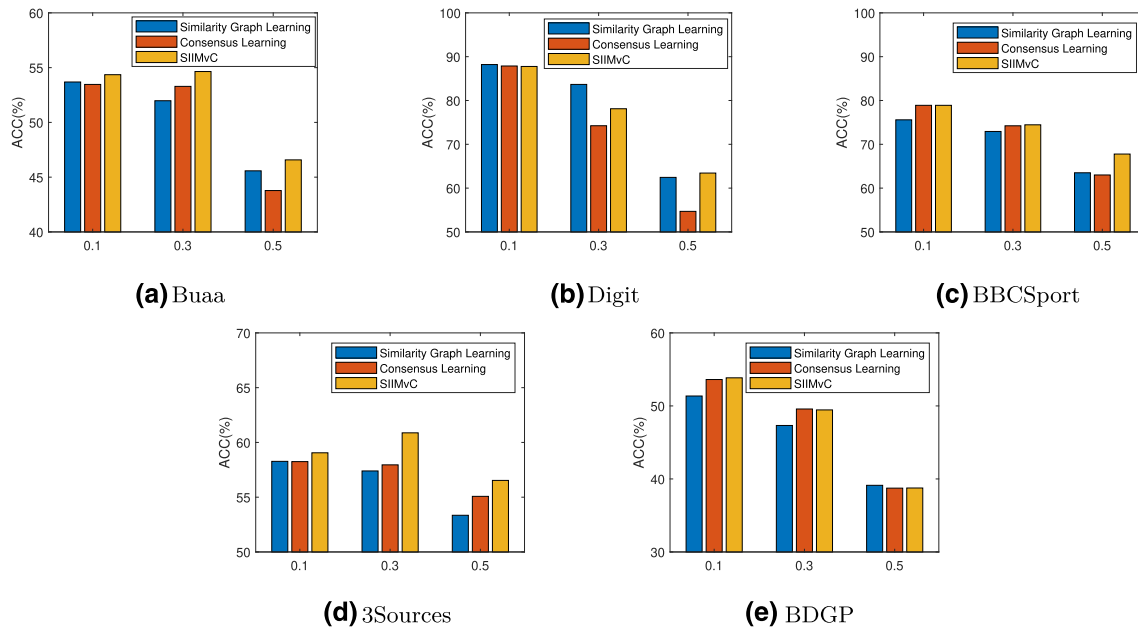 60
55
50
45
40
ACC(%)
Similarity Graph Learning
Consensus Learning
SIIMvC
0.1 0.3 0.5
(a) Buaa
100
90
80
70
60
50
ACC(%)
Similarity Graph Learning
Consensus Learning
SIIMvC
0.1 0.3 0.5
(b) Digit
100
90
80
70
60
50
ACC(%)
Similarity Graph Learning
Consensus Learning
SIIMvC
0.1 0.3 0.5
(c) BBCSport
70
65
60
55
50
ACC(%)
Similarity Graph Learning
Consensus Learning
SIIMvC
0.1 0.3 0.5
(d) 3Sources
60
50
40
30
ACC(%)
Similarity Graph Learning
Consensus Learning
SIIMvC
0.1 0.3 0.5
(e) BDGP